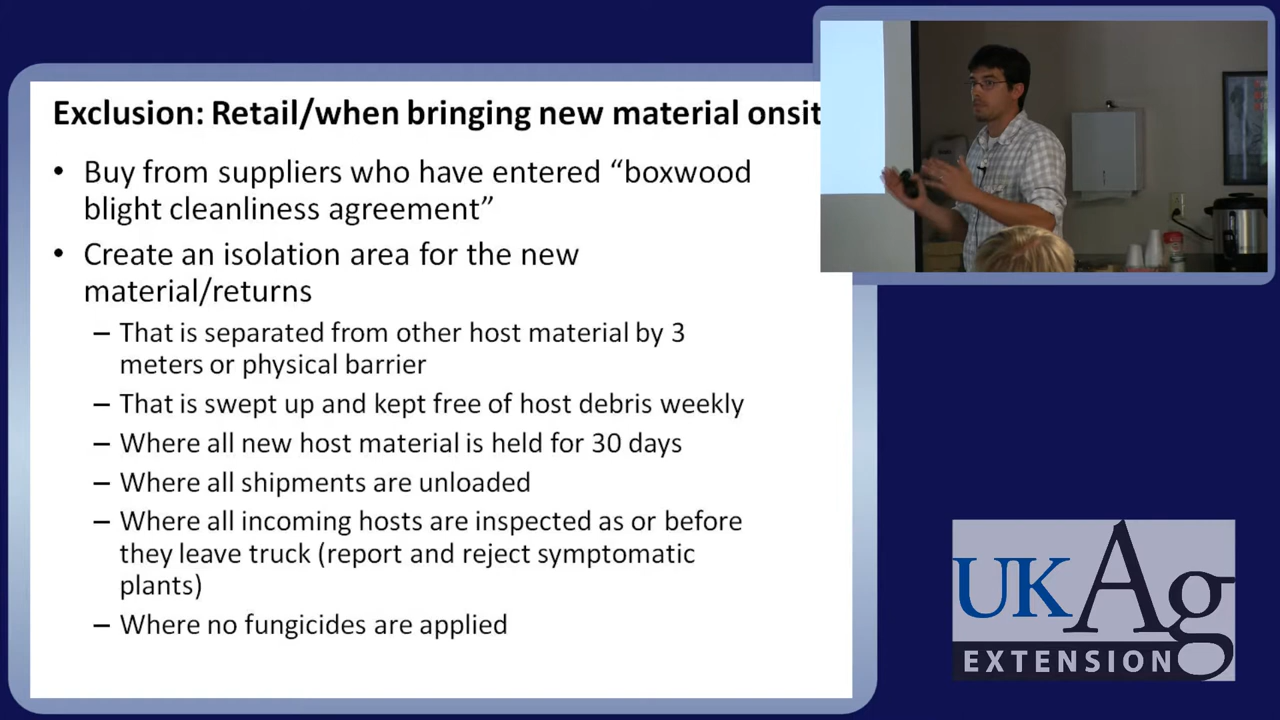 Exclusion: Retail/when bringing new material onsit
• Buy from suppliers who have entered “boxwood
blight cleanliness agreement”
• Create an isolation area for the new
material/returns
– That is separated from other host material by 3
meters or physical barrier
– That is swept up and kept free of host debris weekly
– Where all new host material is held for 30 days
– Where all shipments are unloaded
– Where all incoming hosts are inspected as or before
they leave truck (report and reject symptomatic
plants)
– Where no fungicides are applied
UKAg
EXTENSION